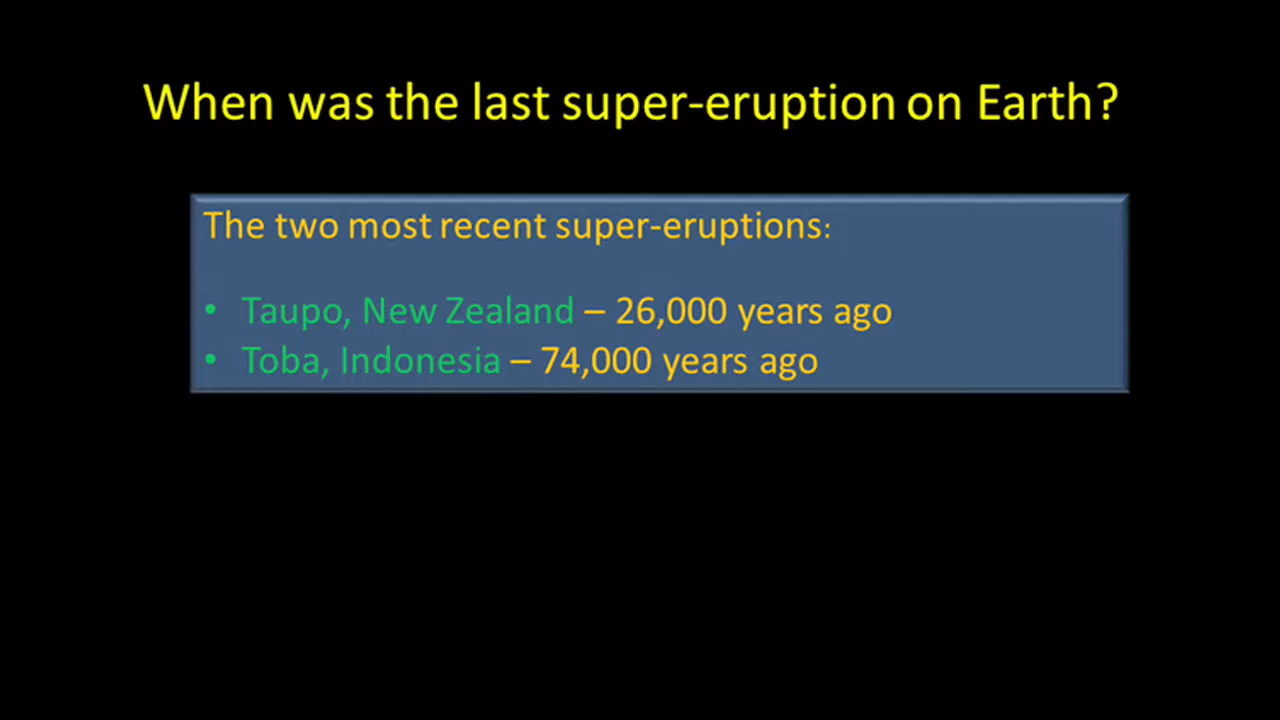 When was the last super-eruption on Earth?
The two most recent super-eruptions:
• Taupo, New Zealand – 26,000 years ago
• Toba, Indonesia – 74,000 years ago